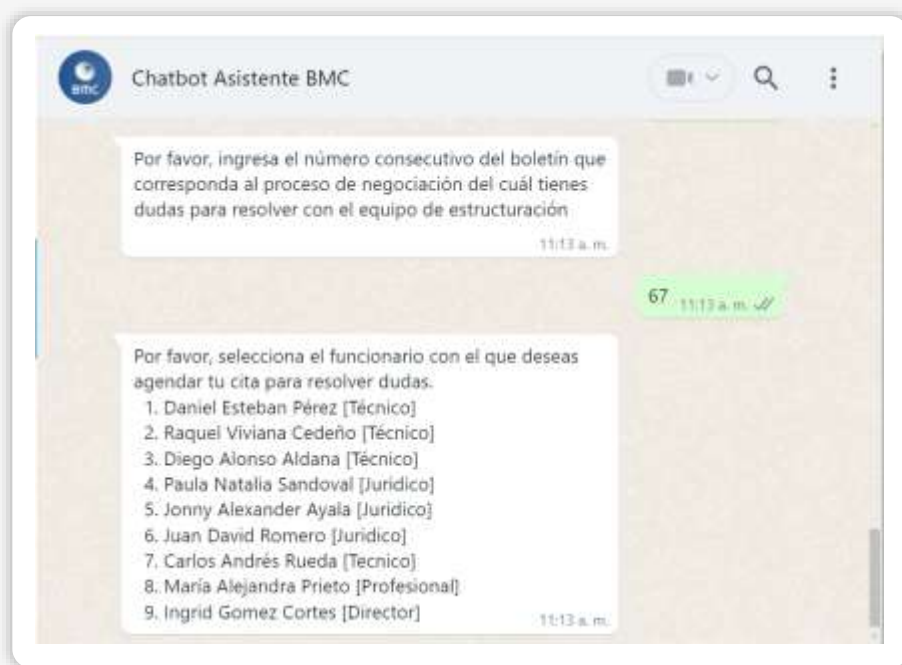 BMC
Chatbot Asistente BMC
Por favor, ingresa el número consecutivo del boletín que
corresponda al proceso de negociación del cuál tienes
dudas para resolver con el equipo de estructuración
11:13 a. m.
67 11:13 a. m.
Por favor, selecciona el funcionario con el que deseas
agendar tu cita para resolver dudas.
1. Daniel Esteban Pérez [Técnico]
2. Raquel Viviana Cedeño [Técnico]
3. Diego Alonso Aldana [Técnico]
4. Paula Natalia Sandoval [Juridico]
5. Jonny Alexander Ayala [Juridico]
6. Juan David Romero [Juridico]
7. Carlos Andrés Rueda [Tecnico]
8. María Alejandra Prieto [Profesional]
9. Ingrid Gomez Cortes [Director]
11:13 a. m.